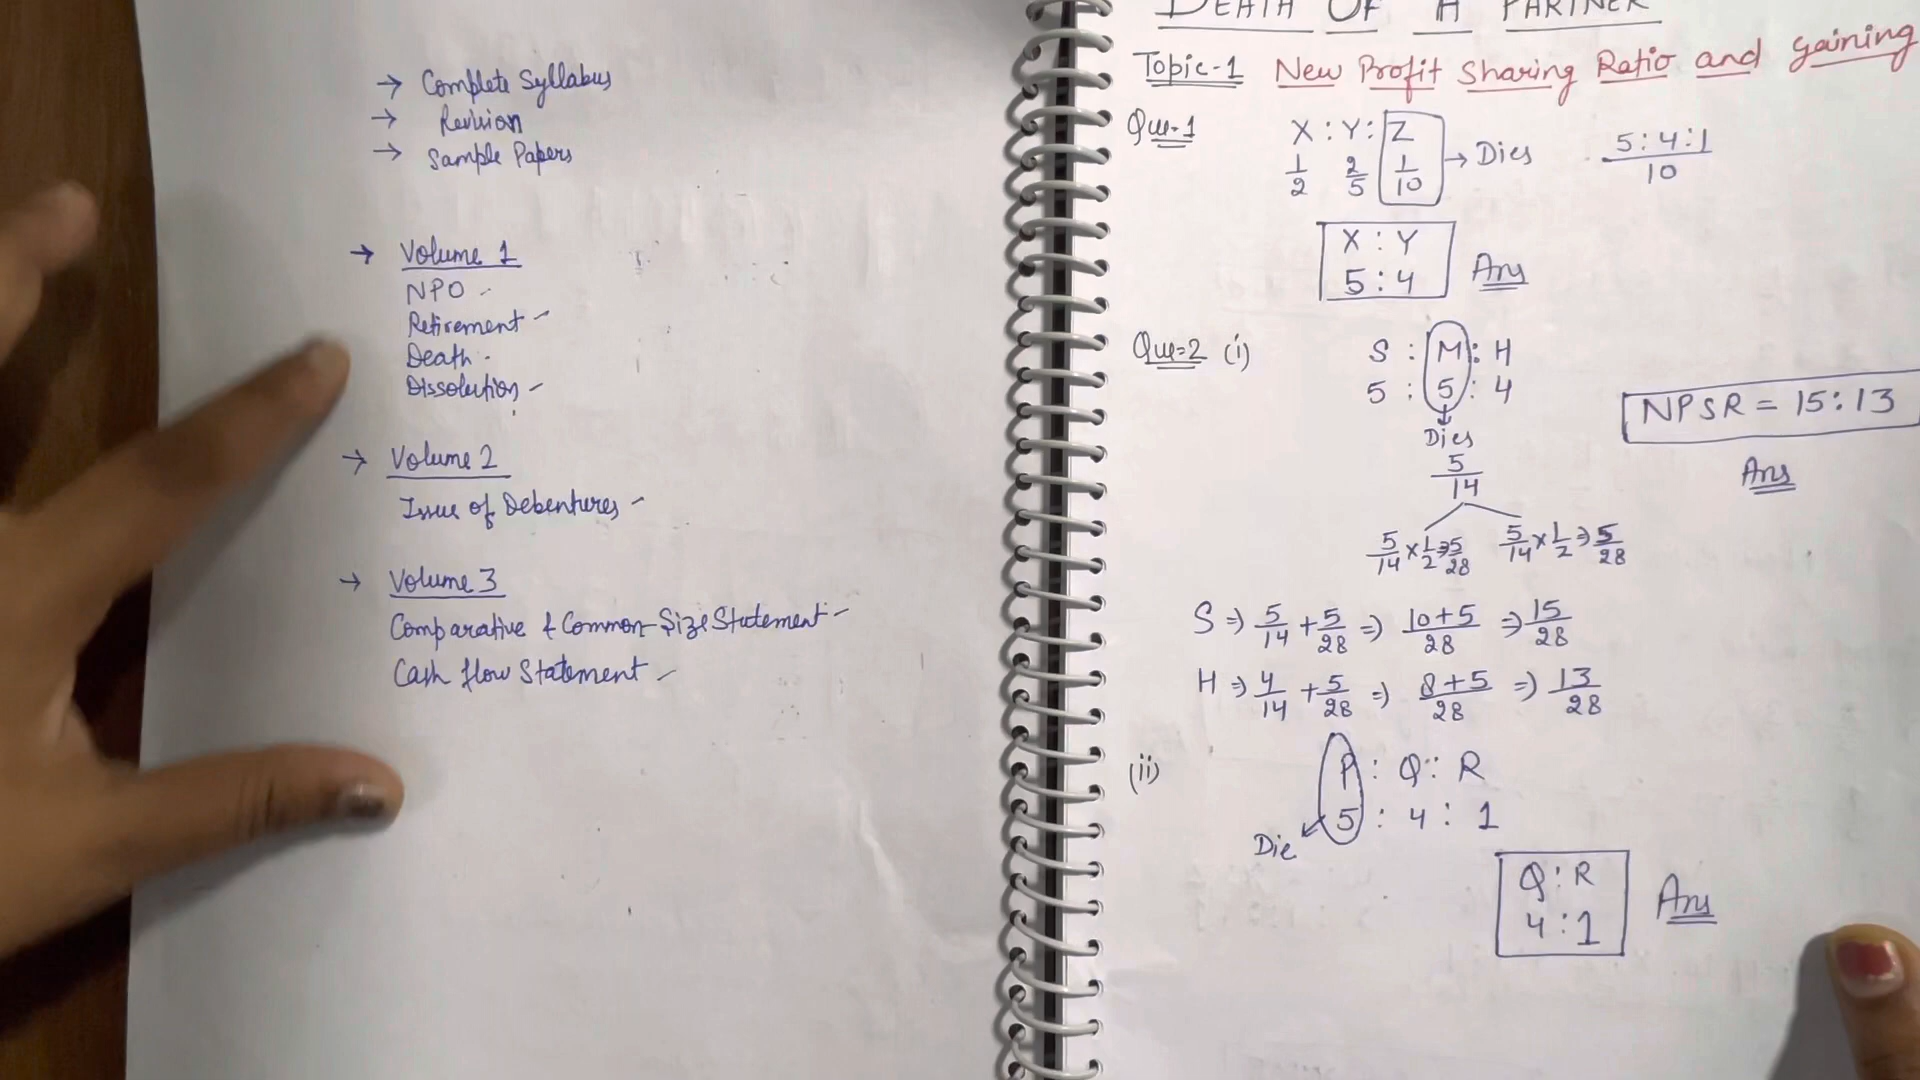 → Complete Syllabus
→ Revision
→ Sample Papers
→ Volume 1
NPO
Retirement
Death
Dissolution
→ Volume 2
Issue of Debentures
→ Volume 3
Comparative & Common-Size Statement
Cash flow Statement
DEATH OF A PARTNER
Topic-1 New Profit Sharing Ratio and Gaining
Que-1 X : Y : Z → Dies 5:4:1/10
1/2 2/5 1/10
X : Y
5 : 4 Ans
Que-2 (i) S : M : H
5 : 5 : 4
NPSR = 15:13
Dies
Ans
5/14
5/14 × 1/2 ⇒ 5/28 5/14 × 1/2 ⇒ 5/28
S ⇒ 5/14 + 5/28 ⇒ 10+5/28 ⇒ 15/28
H ⇒ 4/14 + 5/28 ⇒ 8+5/28 ⇒ 13/28
(ii) P : Q : R
5 : 4 : 1
Die
Q : R
4 : 1 Ans